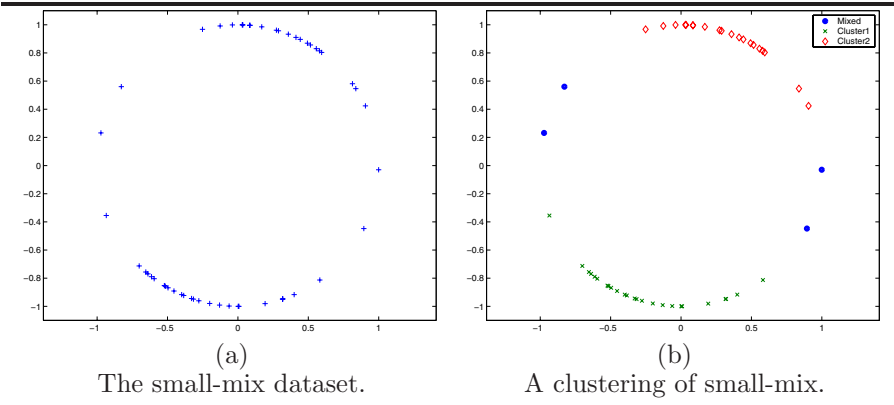 1
0.8
0.6
0.4
0.2
0
−0.2
−0.4
−0.6
−0.8
−1
−1 −0.5 0 0.5 1
(a)
The small-mix dataset.
1
0.8
0.6
0.4
0.2
0
−0.2
−0.4
−0.6
−0.8
−1
−1 −0.5 0 0.5 1
Mixed
Cluster1
Cluster2
(b)
A clustering of small-mix.